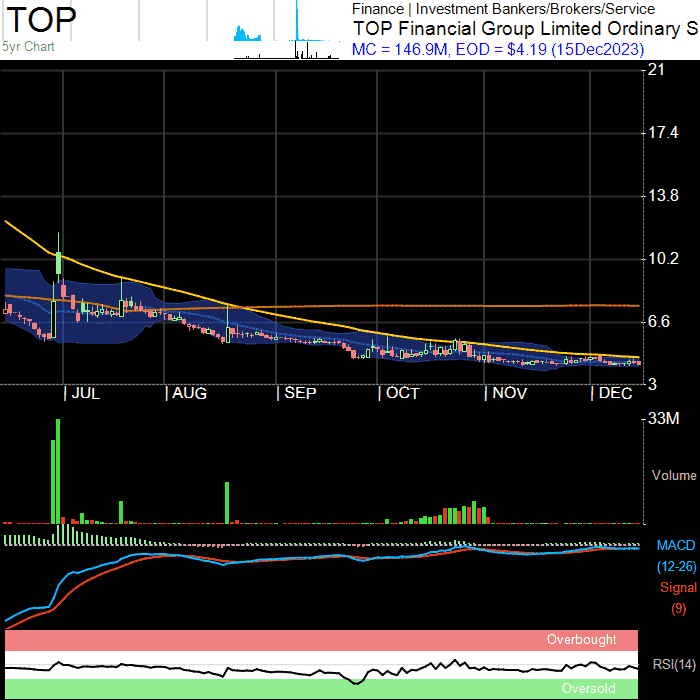 TOP
5yr Chart
Finance | Investment Bankers/Brokers/Service
TOP Financial Group Limited Ordinary S
MC = 146.9M, EOD = $4.19 (15Dec2023)
21
17.4
13.8
10.2
6.6
3
| JUL | AUG | SEP | OCT | NOV | DEC
33M
Volume
MACD
(12-26)
Signal
(9)
Overbought
RSI(14)
Oversold